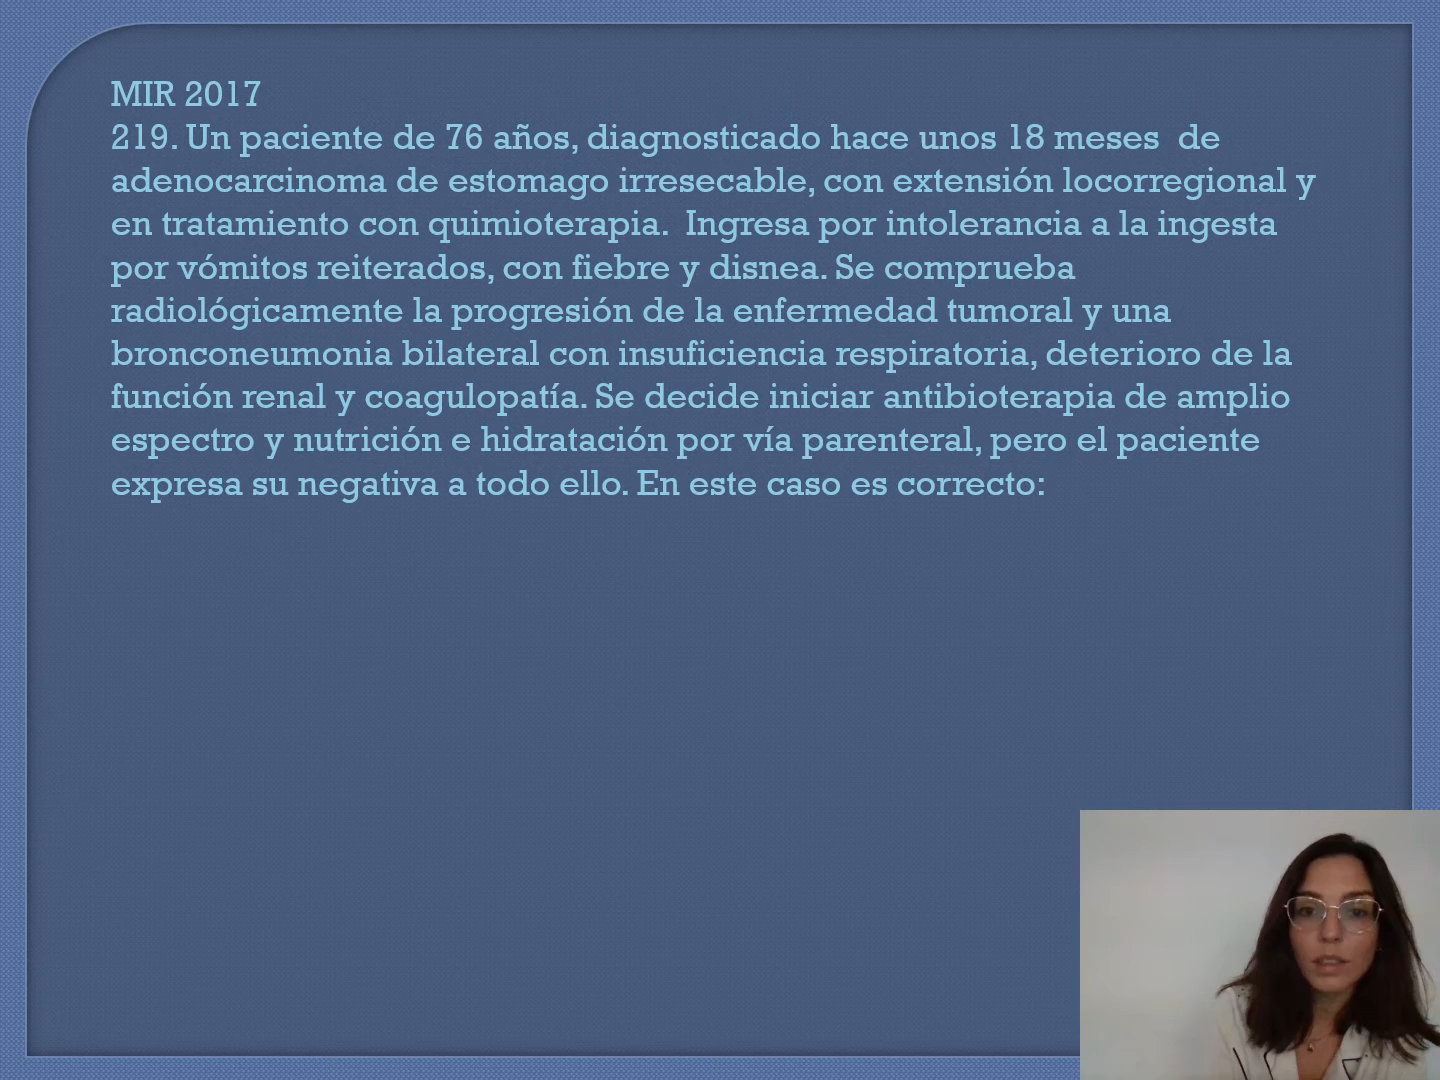 MIR 2017
219. Un paciente de 76 años, diagnosticado hace unos 18 meses  de
adenocarcinoma de estomago irresecable, con extensión locorregional y
en tratamiento con quimioterapia.  Ingresa por intolerancia a la ingesta
por vómitos reiterados, con fiebre y disnea. Se comprueba
radiológicamente la progresión de la enfermedad tumoral y una
bronconeumonia bilateral con insuficiencia respiratoria, deterioro de la
función renal y coagulopatía. Se decide iniciar antibioterapia de amplio
espectro y nutrición e hidratación por vía parenteral, pero el paciente
expresa su negativa a todo ello. En este caso es correcto: